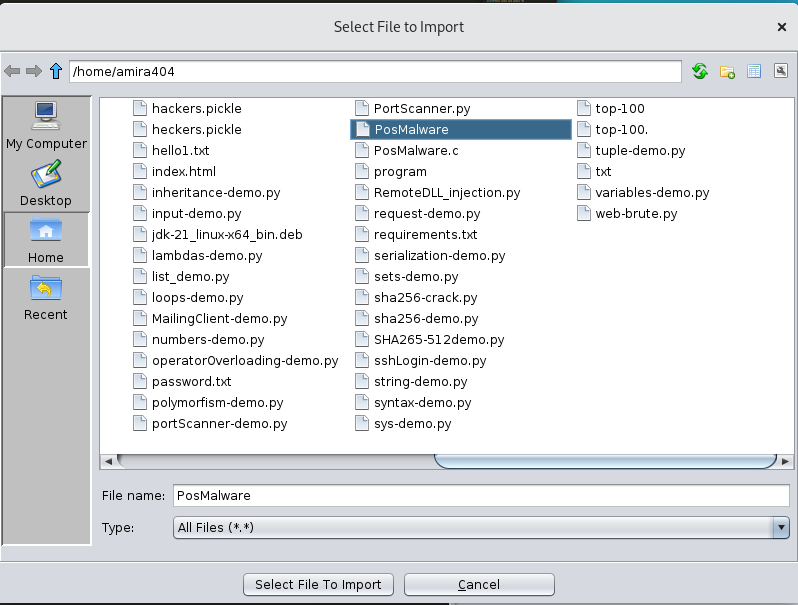 Select File to Import
/home/amira404
My Computer
Desktop
Home
Recent
hackers.pickle
heckers.pickle
hello1.txt
index.html
inheritance-demo.py
input-demo.py
jdk-21_linux-x64_bin.deb
lambdas-demo.py
list_demo.py
loops-demo.py
MailingClient-demo.py
numbers-demo.py
operatorOverloading-demo.py
password.txt
polymorfism-demo.py
portScanner-demo.py
PortScanner.py
PosMalware
PosMalware.c
program
RemoteDLL_injection.py
request-demo.py
requirements.txt
serialization-demo.py
sets-demo.py
sha256-crack.py
sha256-demo.py
SHA265-512demo.py
sshLogin-demo.py
string-demo.py
syntax-demo.py
sys-demo.py
top-100
top-100.
tuple-demo.py
txt
variables-demo.py
web-brute.py
File name: PosMalware
Type: All Files (*.*)
Select File To Import Cancel